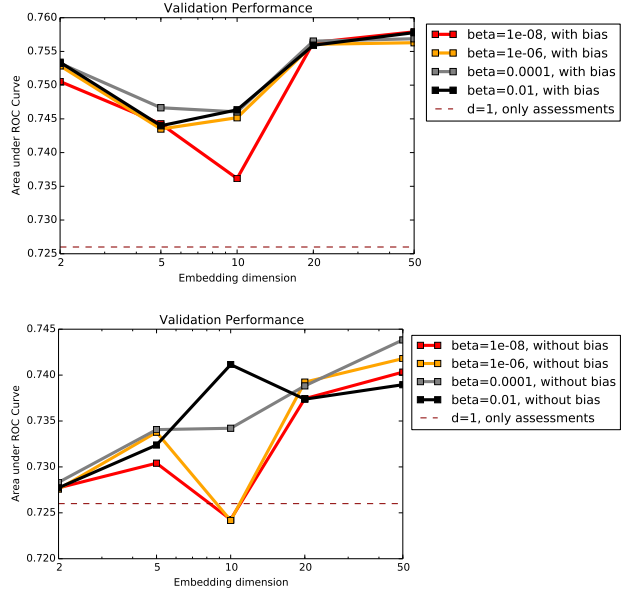 Validation Performance
0.760
0.755
0.750
0.745
0.740
0.735
0.730
0.725
Area under ROC Curve
2
5
10
20
50
Embedding dimension
beta=1e-08, with bias
beta=1e-06, with bias
beta=0.0001, with bias
beta=0.01, with bias
d=1, only assessments
Validation Performance
0.745
0.740
0.735
0.730
0.725
0.720
Area under ROC Curve
2
5
10
20
50
Embedding dimension
beta=1e-08, without bias
beta=1e-06, without bias
beta=0.0001, without bias
beta=0.01, without bias
d=1, only assessments